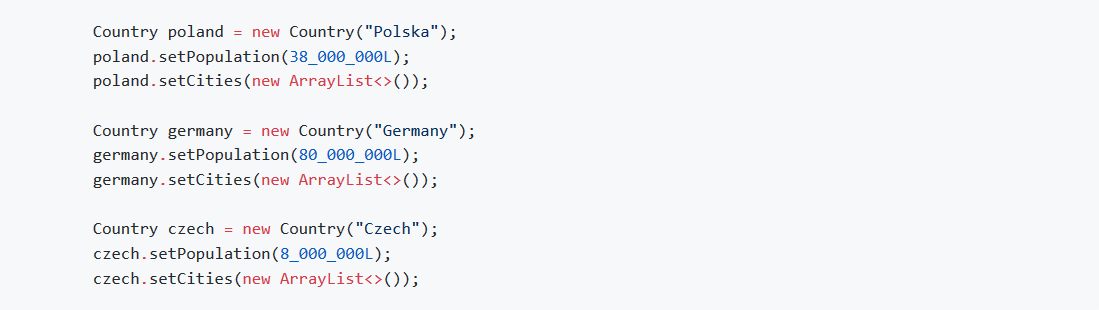 Country poland = new Country("Polska");
poland.setPopulation(38_000_000L);
poland.setCities(new ArrayList<>());
Country germany = new Country("Germany");
germany.setPopulation(80_000_000L);
germany.setCities(new ArrayList<>());
Country czech = new Country("Czech");
czech.setPopulation(8_000_000L);
czech.setCities(new ArrayList<>());